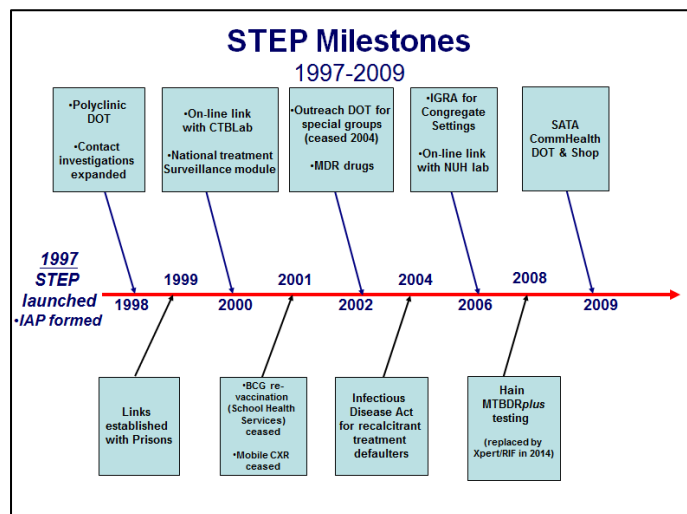 STEP Milestones
1997-2009
•Polyclinic
DOT
•Contact
investigations
expanded
•On-line link
with CTBLab
•National treatment
Surveillance module
•Outreach DOT for
special groups
(ceased 2004)
•MDR drugs
•IGRA for
Congregate
Settings
•On-line link
with NUH lab
SATA
CommHealth
DOT & Shop
1997
STEP
launched
•IAP formed
1999
2001
2004
2008
1998
2000
2002
2006
2009
Links
established
with Prisons
•BCG re-
vaccination
(School Health
Services)
ceased
•Mobile CXR
ceased
Infectious
Disease Act
for recalcitrant
treatment
defaulters
Hain
MTBDRplus
testing
(replaced by
Xpert/RIF in 2014)